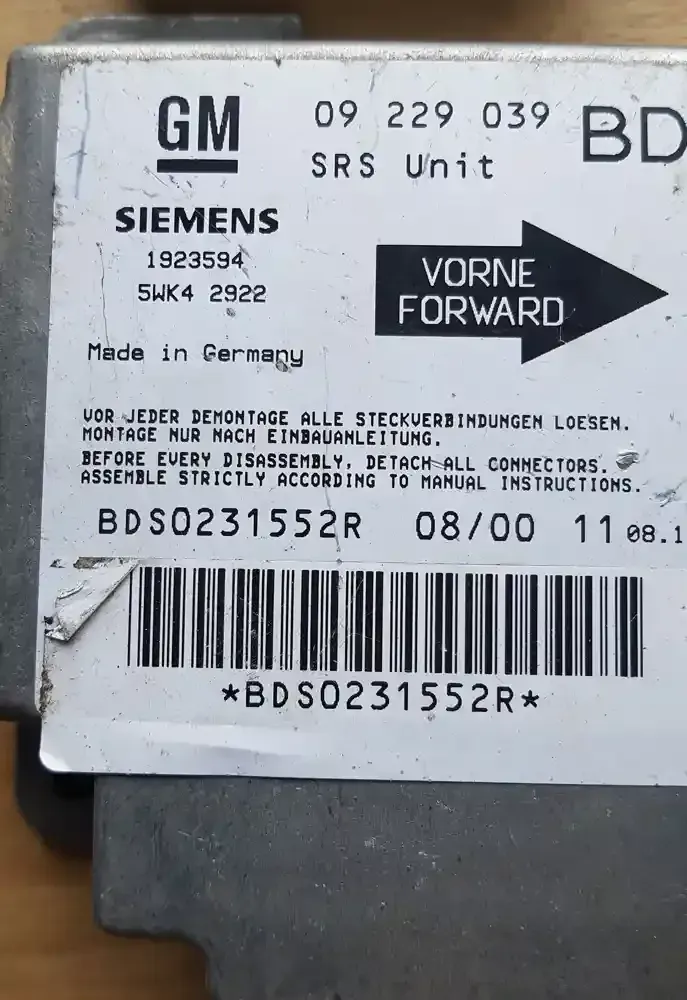 GM 09 229 039 BD
SRS Unit
SIEMENS
1923594
5WK4 2922
VORNE
FORWARD
Made in Germany
VOR JEDER DEMONTAGE ALLE STECKVERBINDUNGEN LOESEN.
MONTAGE NUR NACH EINBAUANLEITUNG.
BEFORE EVERY DISASSEMBLY, DETACH ALL CONNECTORS.
ASSEMBLE STRICTLY ACCORDING TO MANUAL INSTRUCTIONS.
BDS0231552R 08/00 11 08.1
*BDS0231552R*